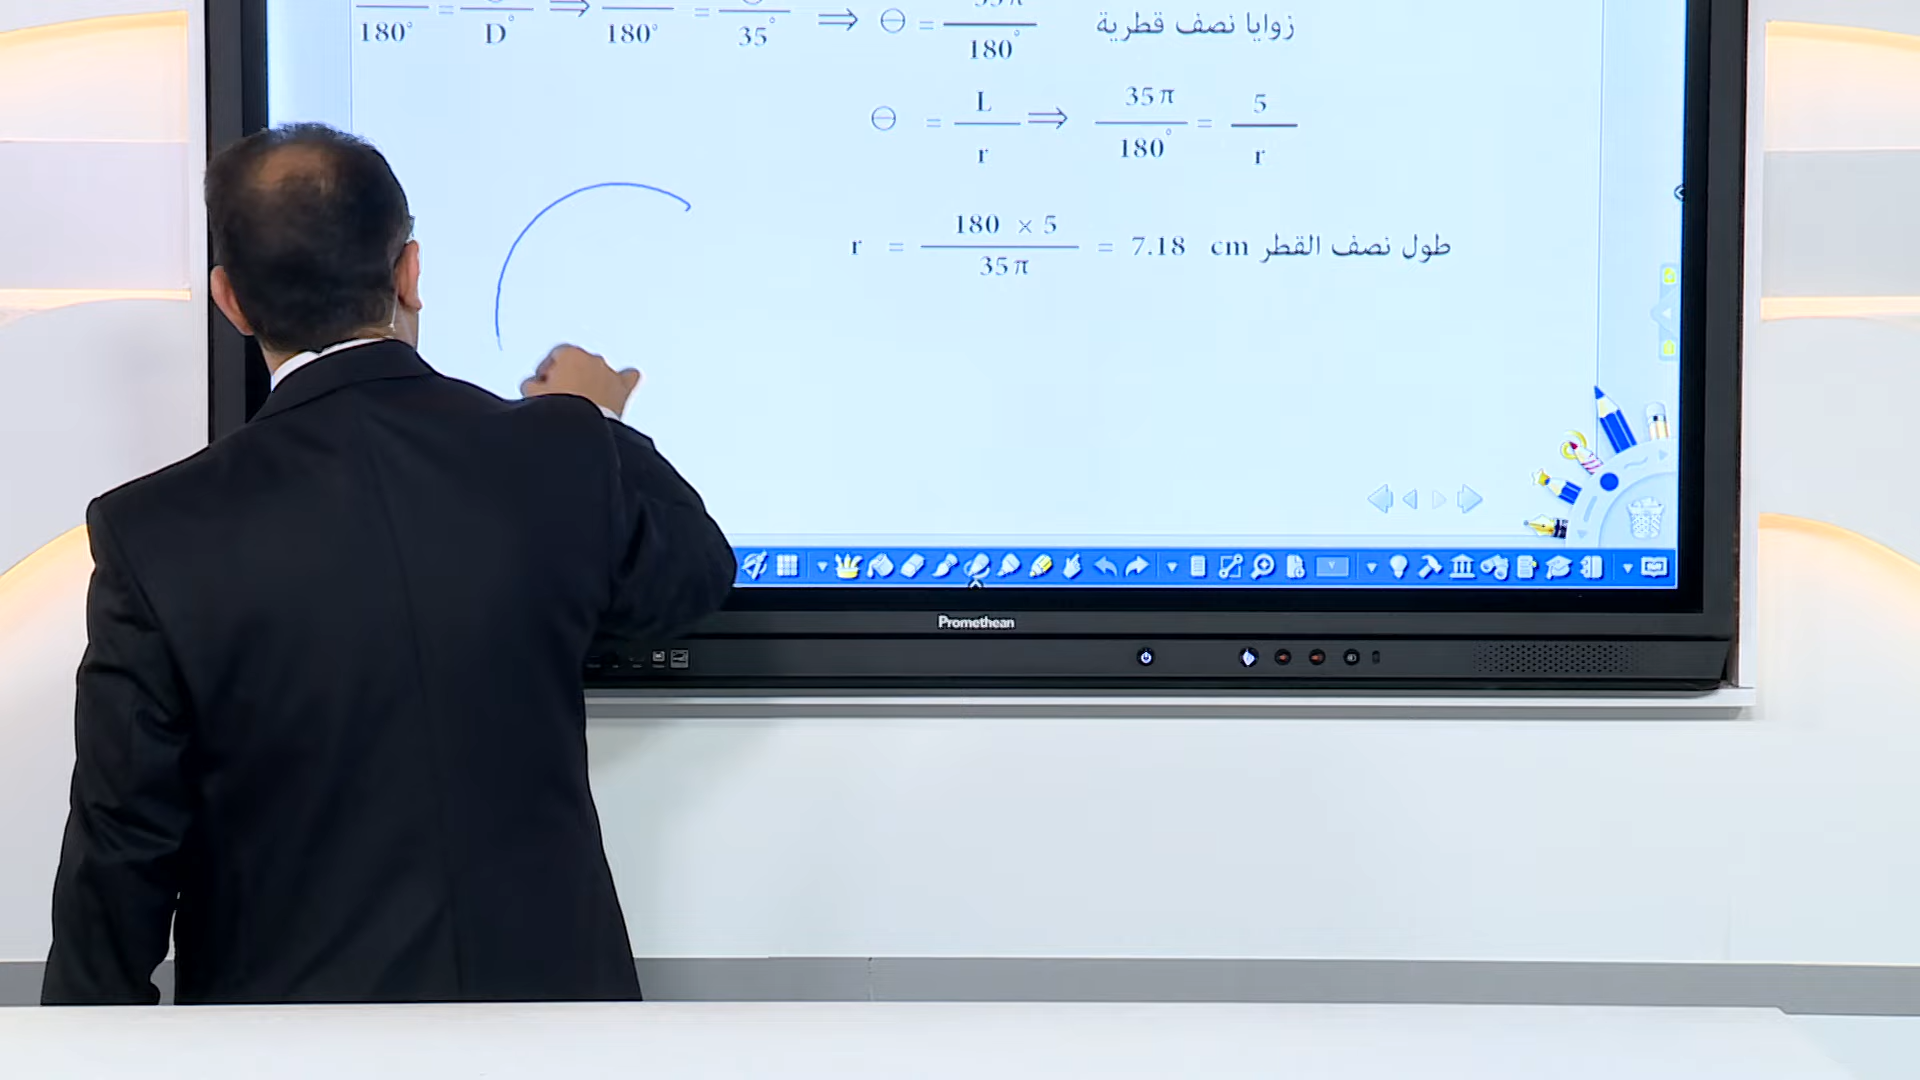 180° = D° ⟹ 180° = 35° ⟹ θ = 35π / 180° زوايا نصف قطرية
θ = L / r ⟹ 35π / 180° = 5 / r
r = 180 × 5 / 35π = 7.18 cm طول نصف القطر
Promethean